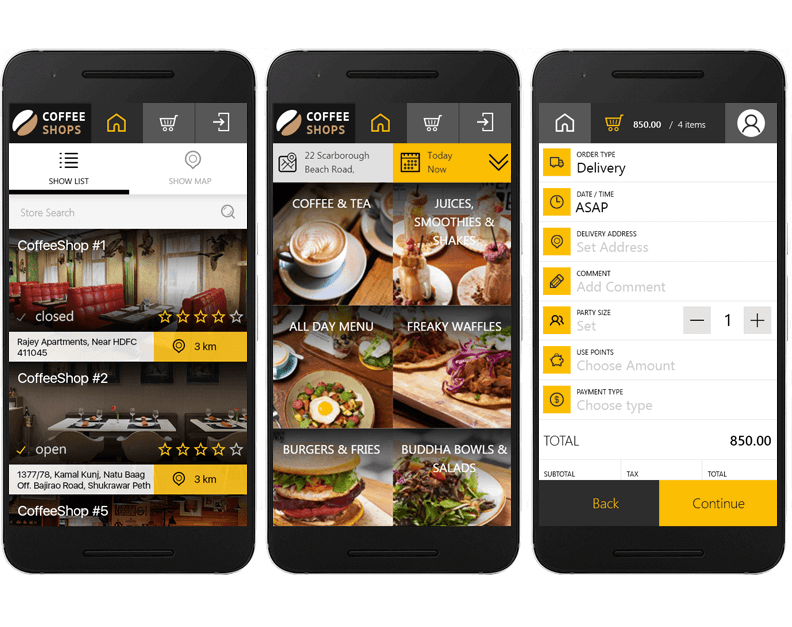 COFFEE
SHOPS
SHOW LIST
SHOW MAP
Store Search
CoffeeShop #1
closed
Rajey Apartments, Near HDFC
411045
3 km
CoffeeShop #2
open
1377/78, Kamal Kunj, Natu Baag
Off. Bajirao Road, Shukrawar Peth
3 km
CoffeeShop #5
COFFEE
SHOPS
22 Scarborough
Beach Road,
Today
Now
COFFEE & TEA
JUICES,
SMOOTHIES &
SHAKES
ALL DAY MENU
FREAKY WAFFLES
BURGERS & FRIES
BUDDHA BOWLS &
SALADS
850.00 / 4 items
ORDER TYPE
Delivery
DATE / TIME
ASAP
DELIVERY ADDRESS
Set Address
COMMENT
Add Comment
PARTY SIZE
Set
1
USE POINTS
Choose Amount
PAYMENT TYPE
Choose type
TOTAL 850.00
SUBTOTAL TAX TOTAL
Back Continue